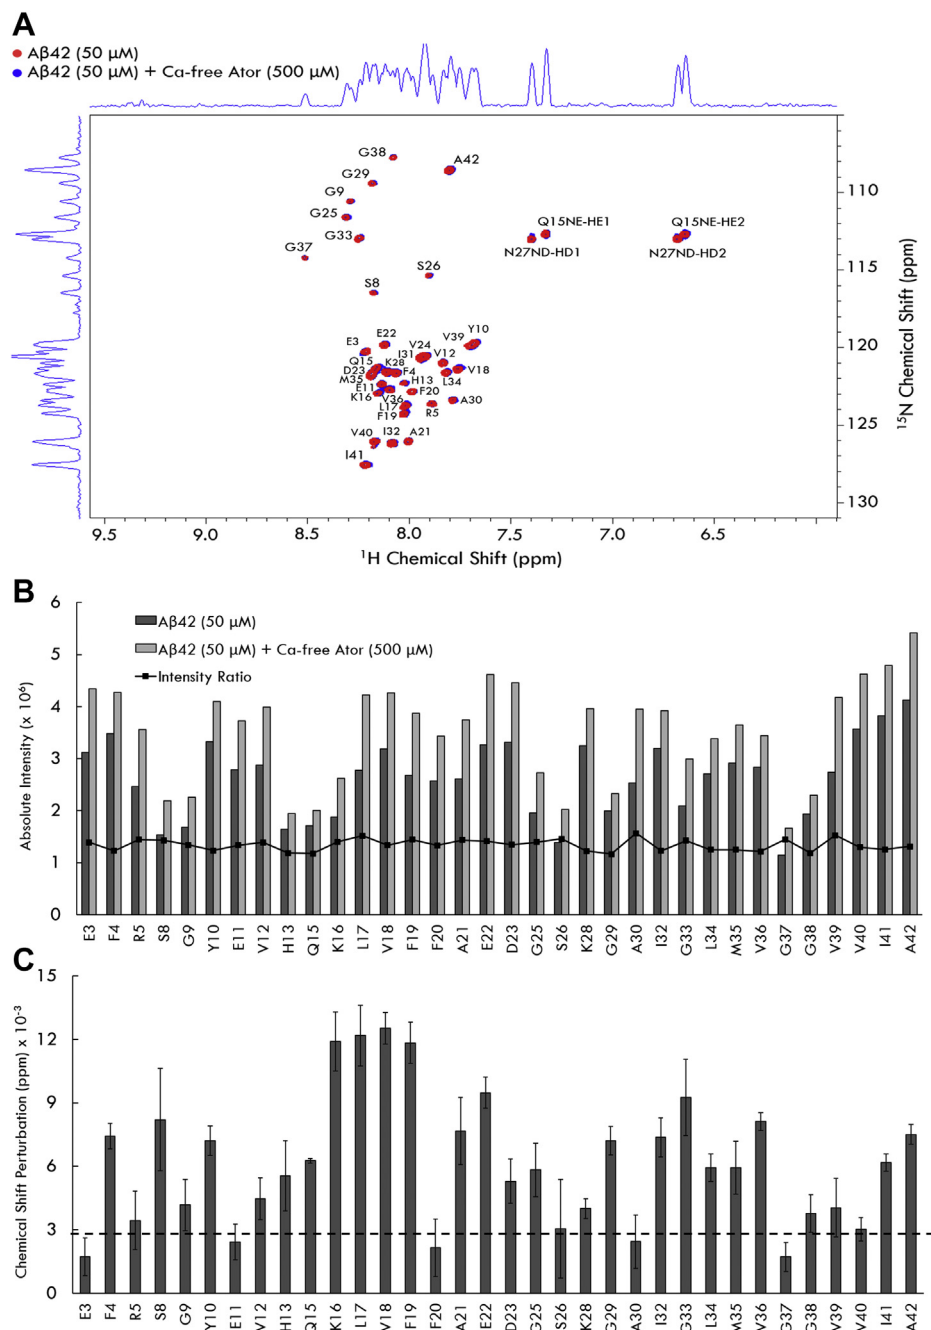 A
Aβ42 (50 μM)
Aβ42 (50 μM) + Ca-free Ator (500 μM)
G38
A42
G29
G9
G25
Q15NE-HE1
Q15NE-HE2
G33
N27ND-HD1
N27ND-HD2
G37
S26
S8
E22
V39
Y10
E3
V24
I31
V12
Q15
K28
D23
F4
V18
M35
H13
L34
E11
F20
K16
V36
A30
L17
R5
F19
V40
I32
A21
I41
110
115
120
125
130
15N Chemical Shift (ppm)
9.5 9.0 8.5 8.0 7.5 7.0 6.5
1H Chemical Shift (ppm)
B
6
5
4
3
2
1
0
Absolute Intensity (x 10^6)
Aβ42 (50 μM)
Aβ42 (50 μM) + Ca-free Ator (500 μM)
Intensity Ratio
E3 F4 R5 S8 G9 Y10 E11 V12 H13 Q15 K16 L17 V18 F19 F20 A21 E22 D23 G25 S26 K28 G29 A30 I32 G33 L34 M35 V36 G37 G38 V39 V40 I41 A42
C
15
12
9
6
3
0
Chemical Shift Perturbation (ppm) x 10^-3
E3 F4 R5 S8 G9 Y10 E11 V12 H13 Q15 K16 L17 V18 F19 F20 A21 E22 D23 G25 S26 K28 G29 A30 I32 G33 L34 M35 V36 G37 G38 V39 V40 I41 A42